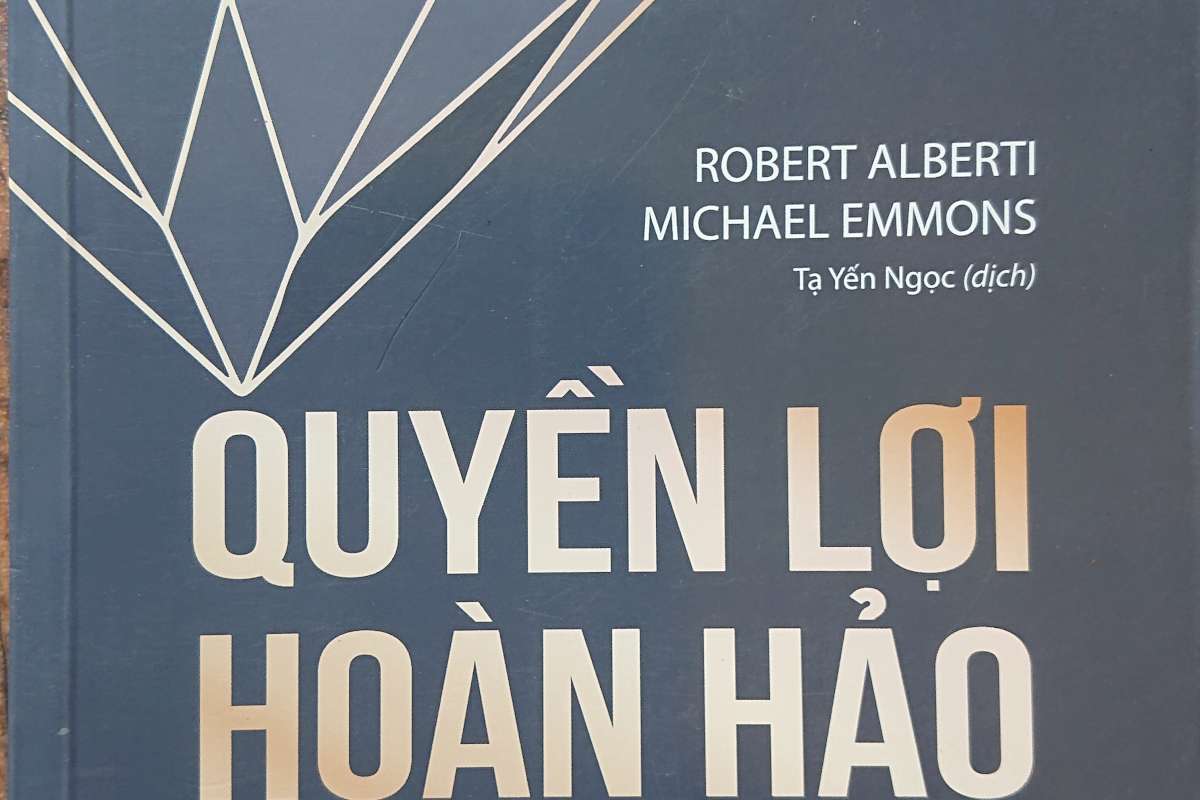 ROBERT ALBERTI
MICHAEL EMMONS
Tạ Yến Ngọc (dịch)
QUYỀN LỢI
HOÀN HẢO